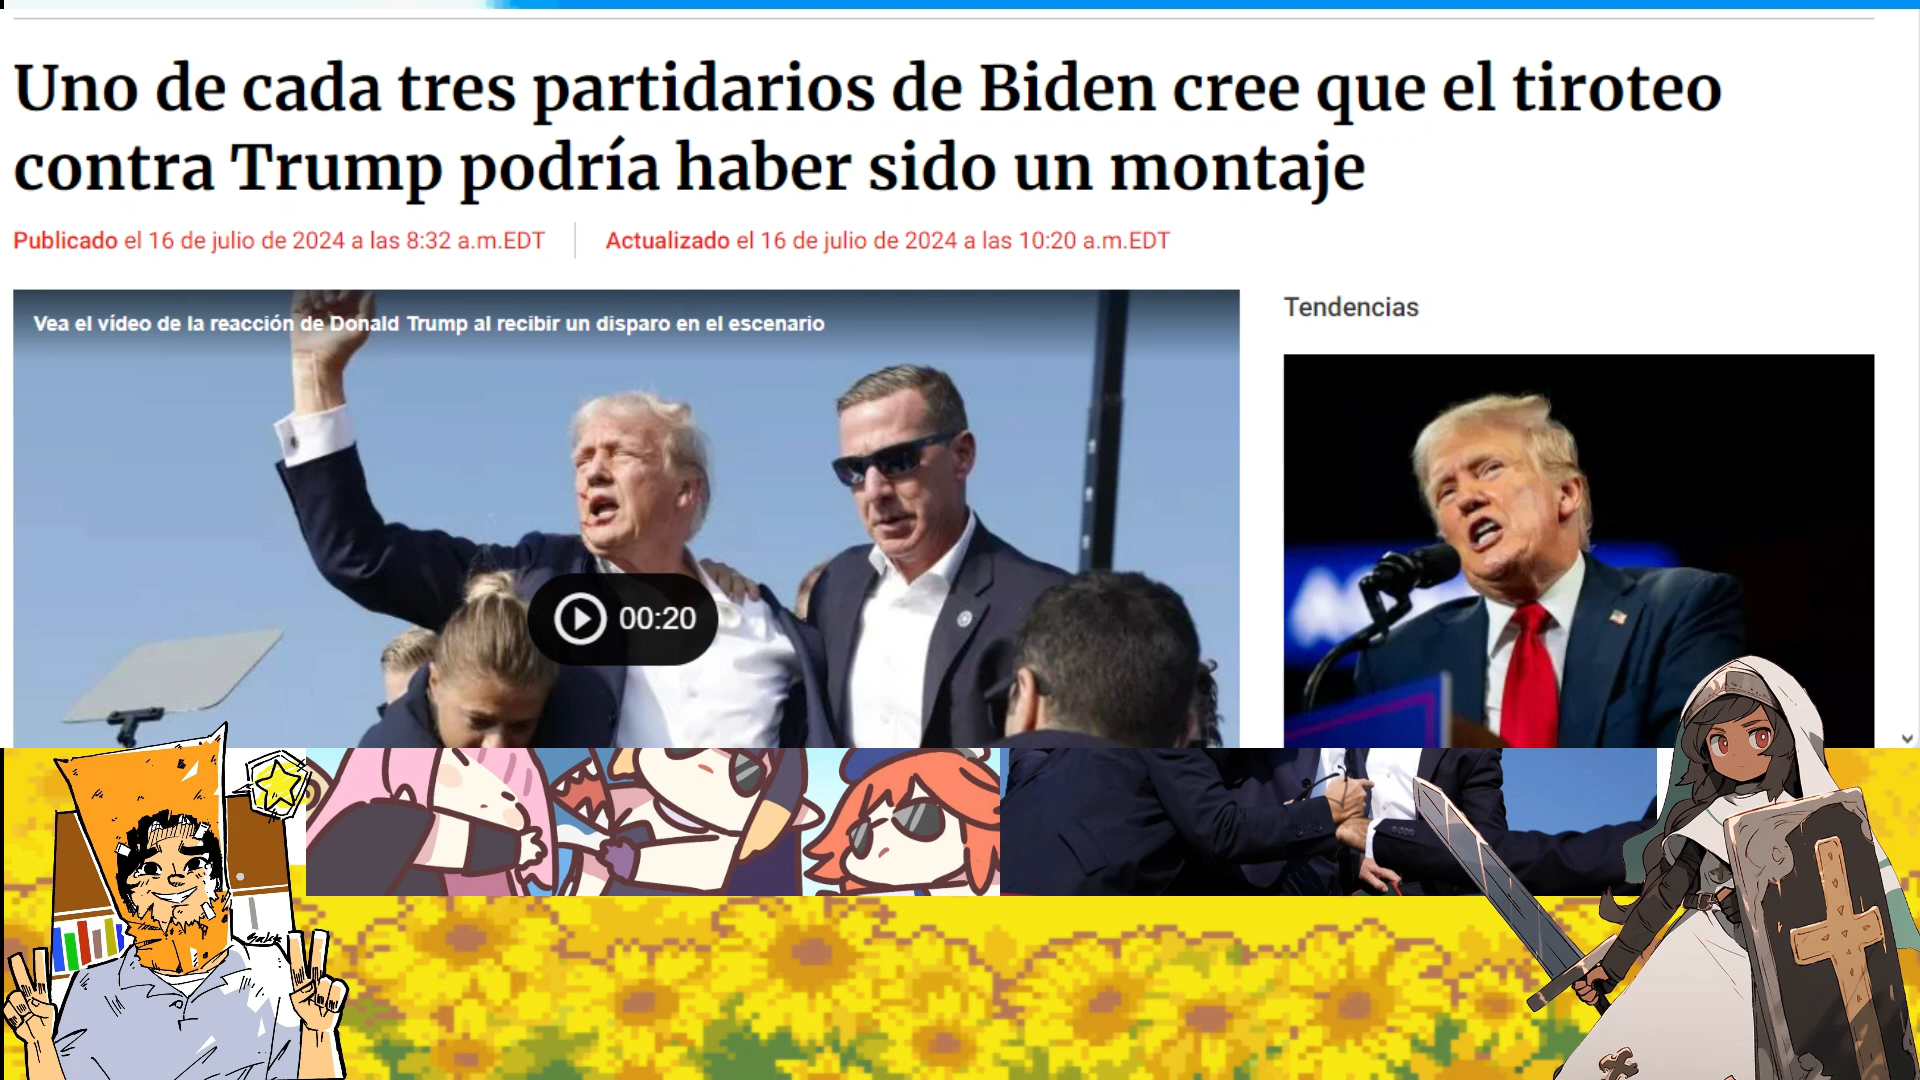 Uno de cada tres partidarios de Biden cree que el tiroteo
contra Trump podría haber sido un montaje
Publicado el 16 de julio de 2024 a las 8:32 a.m.EDT
Actualizado el 16 de julio de 2024 a las 10:20 a.m.EDT
Vea el vídeo de la reacción de Donald Trump al recibir un disparo en el escenario
Tendencias
00:20